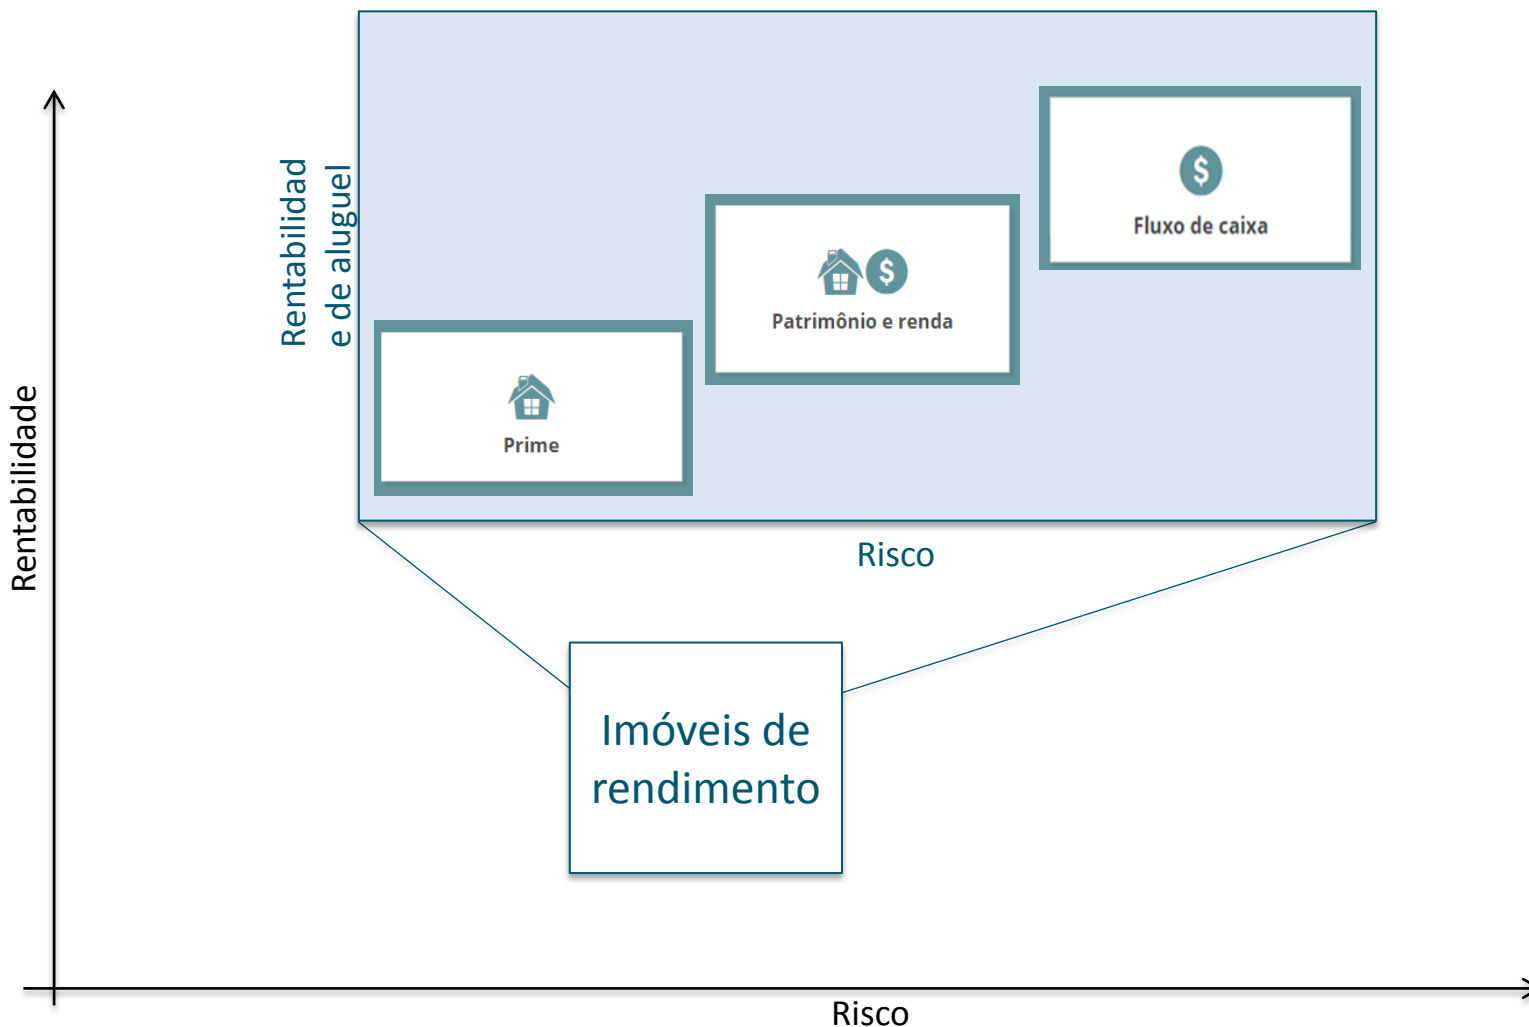 Rentabilidade
Rentabilidad
e de aluguel
Fluxo de caixa
Patrimônio e renda
Prime
Risco
Imóveis de
rendimento
Risco